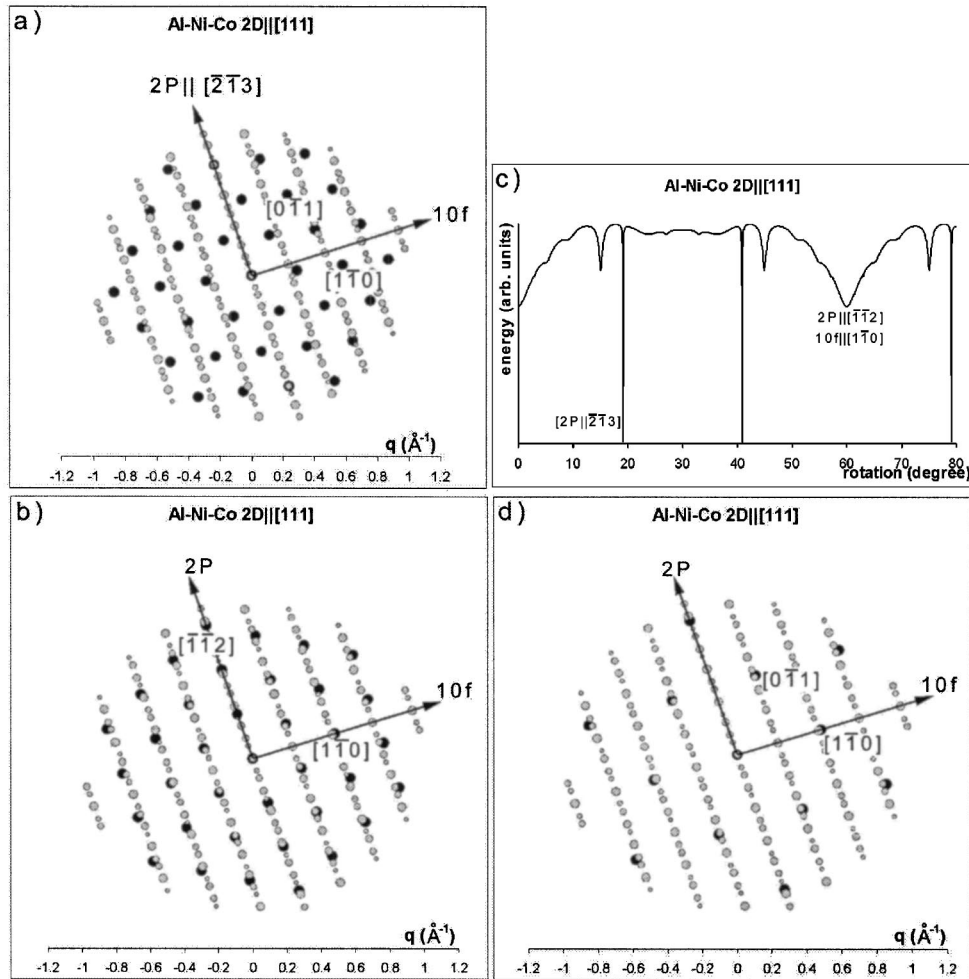 a)
Al-Ni-Co 2D||[111]
2P|| [2̅1̅3]
[01̅1]
10f
[11̅0]
q (Å⁻¹)
-1.2 -1 -0.8 -0.6 -0.4 -0.2 0 0.2 0.4 0.6 0.8 1 1.2
c)
Al-Ni-Co 2D||[111]
energy (arb. units)
2P||[1̅1̅2]
10f||[11̅0]
[2P||2̅1̅3]
0 10 20 30 40 50 60 70 80
rotation (degree)
b)
Al-Ni-Co 2D||[111]
2P
[1̅1̅2]
10f
[11̅0]
q (Å⁻¹)
-1.2 -1 -0.8 -0.6 -0.4 -0.2 0 0.2 0.4 0.6 0.8 1 1.2
d)
Al-Ni-Co 2D||[111]
2P
[01̅1]
10f
[11̅0]
q (Å⁻¹)
-1.2 -1 -0.8 -0.6 -0.4 -0.2 0 0.2 0.4 0.6 0.8 1 1.2